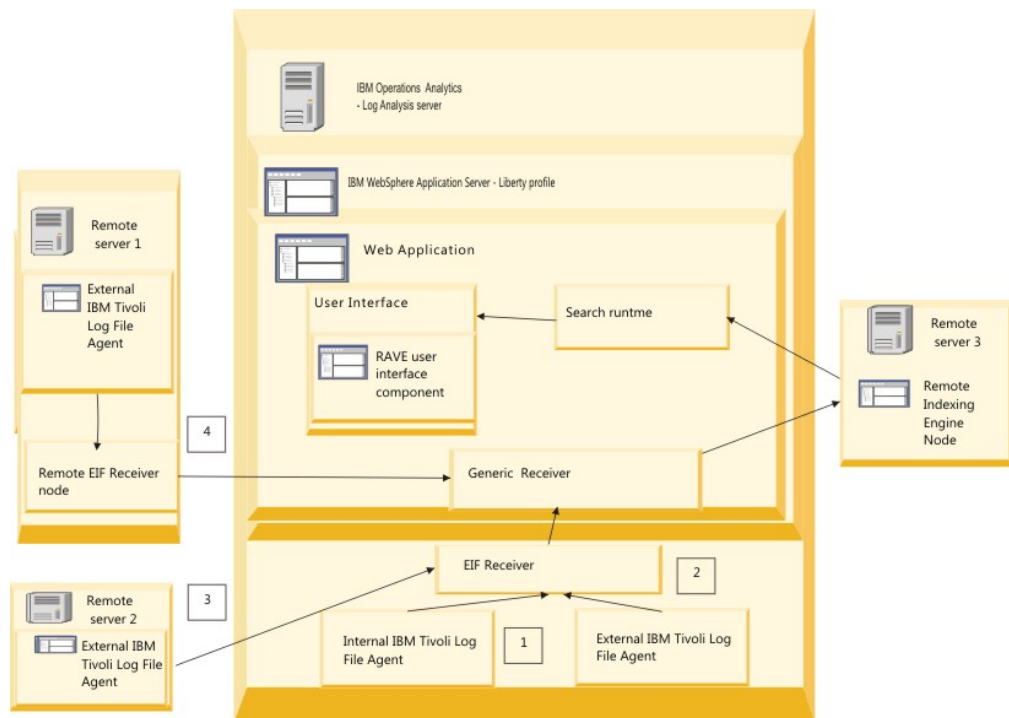 IBM Operations Analytics
- Log Analysis server
IBM WebSphere Application Server - Liberty profile
Remote
server 1
Web Application
External
IBM Tivoli
Log File
Agent
User Interface
Search runtme
Remote
server 3
RAVE user
interface
component
Remote
Indexing
Engine
Node
4
Remote EIF Receiver
node
Generic Receiver
EIF Receiver
2
3
Remote
server 2
External IBM
Tivoli Log File
Agent
Internal IBM Tivoli Log
File Agent
1
External IBM Tivoli Log
File Agent